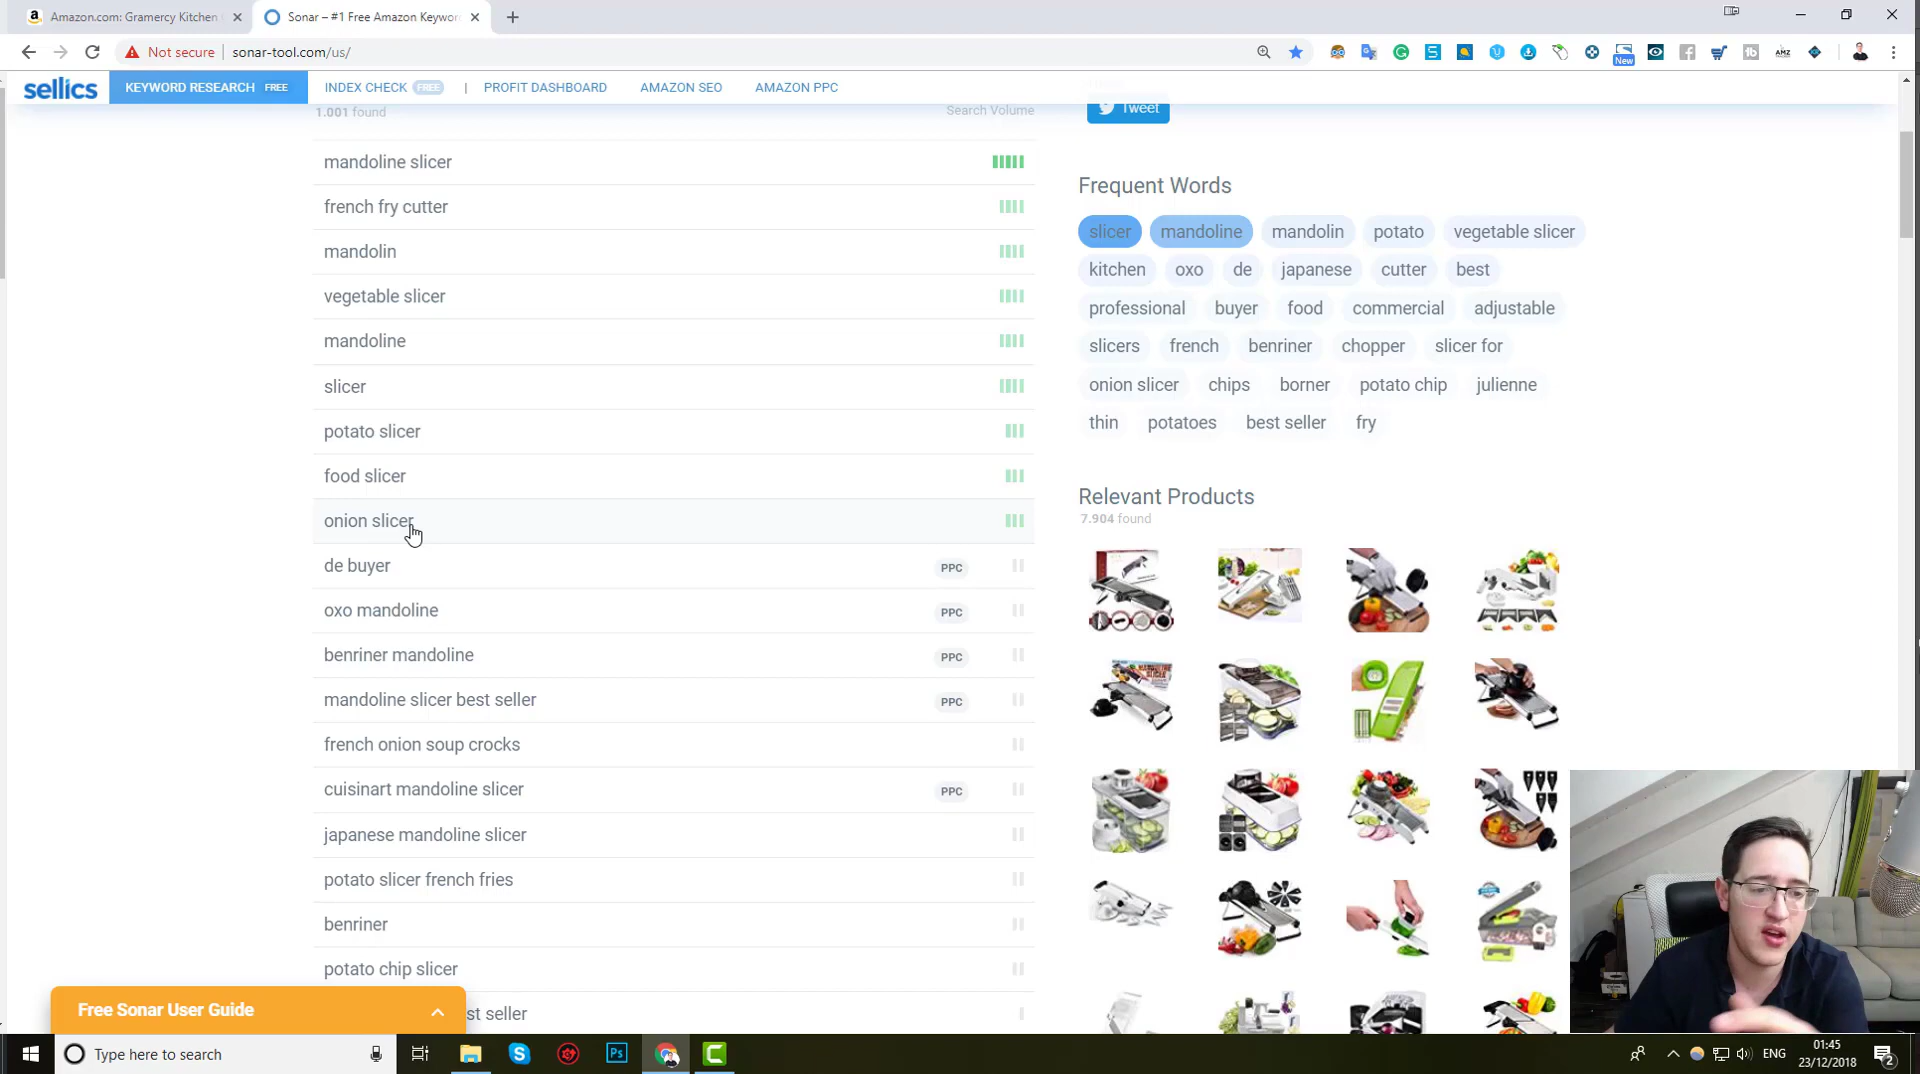 Amazon.com: Gramercy Kitchen
Sonar – #1 Free Amazon Keywor
Not secure
sonar-tool.com/us/
New
AMZ
sellics
KEYWORD RESEARCH FREE
INDEX CHECK FREE
|
PROFIT DASHBOARD
AMAZON SEO
AMAZON PPC
1.001 found
Search Volume
Tweet
mandoline slicer
french fry cutter
mandolin
vegetable slicer
mandoline
slicer
potato slicer
food slicer
onion slicer
de buyer PPC
oxo mandoline PPC
benriner mandoline PPC
mandoline slicer best seller PPC
french onion soup crocks
cuisinart mandoline slicer PPC
japanese mandoline slicer
potato slicer french fries
benriner
potato chip slicer
st seller
Frequent Words
slicer mandoline mandolin potato vegetable slicer
kitchen oxo de japanese cutter best
professional buyer food commercial adjustable
slicers french benriner chopper slicer for
onion slicer chips borner potato chip julienne
thin potatoes best seller fry
Relevant Products
7.904 found
Free Sonar User Guide
Type here to search
Ps
ENG
01:45
23/12/2018
2